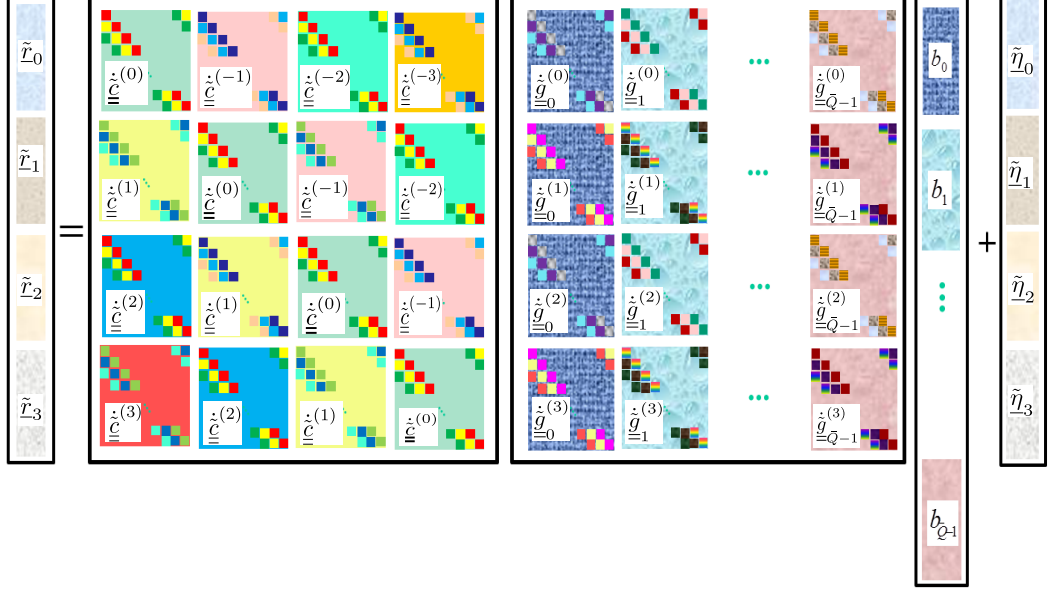 r̃₀ ċ̃⁽⁰⁾ ċ̃⁽⁻¹⁾ ċ̃⁽⁻²⁾ ċ̃⁽⁻³⁾ ġ̃₀⁽⁰⁾ ġ̃₁⁽⁰⁾ ⋯ ġ̃_{Q̄−1}⁽⁰⁾ b₀ η̃₀
r̃₁ = ċ̃⁽¹⁾ ċ̃⁽⁰⁾ ċ̃⁽⁻¹⁾ ċ̃⁽⁻²⁾ ġ̃₀⁽¹⁾ ġ̃₁⁽¹⁾ ⋯ ġ̃_{Q̄−1}⁽¹⁾ b₁ + η̃₁
r̃₂ ċ̃⁽²⁾ ċ̃⁽¹⁾ ċ̃⁽⁰⁾ ċ̃⁽⁻¹⁾ ġ̃₀⁽²⁾ ġ̃₁⁽²⁾ ⋯ ġ̃_{Q̄−1}⁽²⁾ ⋮ η̃₂
r̃₃ ċ̃⁽³⁾ ċ̃⁽²⁾ ċ̃⁽¹⁾ ċ̃⁽⁰⁾ ġ̃₀⁽³⁾ ġ̃₁⁽³⁾ ⋯ ġ̃_{Q̄−1}⁽³⁾ η̃₃
b_{Q̄−1}